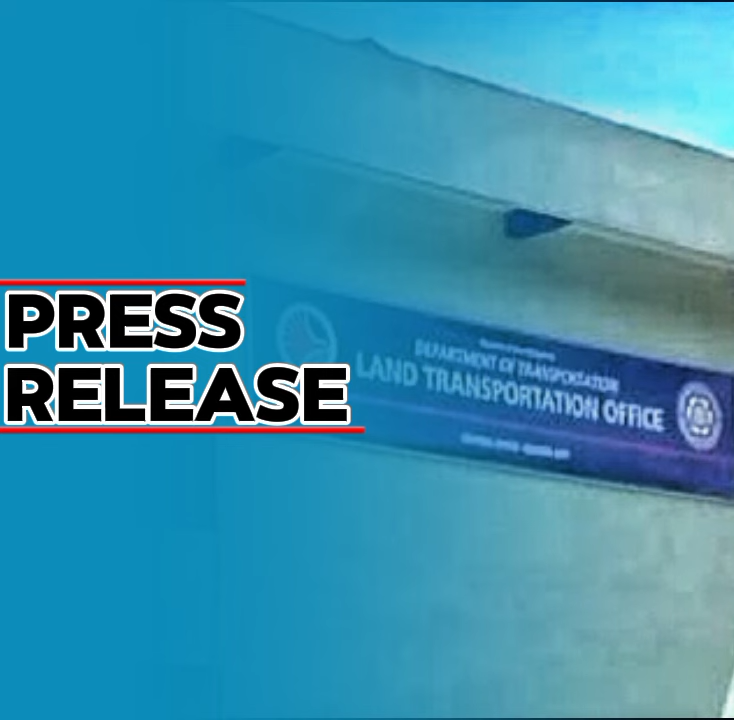 PRESS
RELEASE
DEPARTMENT OF TRANSPORTATION
LAND TRANSPORTATION OFFICE